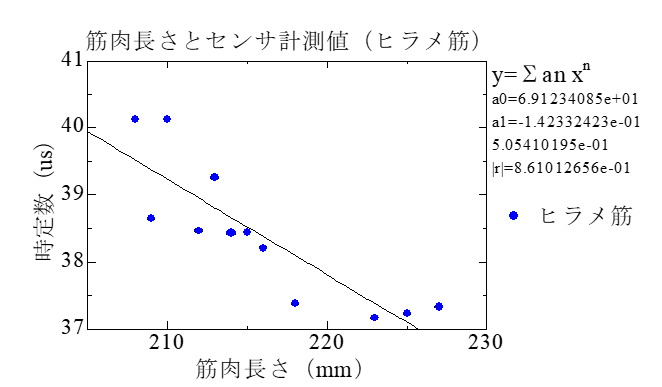 筋肉長さとセンサ計測値（ヒラメ筋）
41
40
39
38
37
時定数（us）
210
220
230
筋肉長さ（mm）
y=Σan xⁿ
a0=6.91234085e+01
a1=-1.42332423e-01
5.05410195e-01
|r|=8.61012656e-01
ヒラメ筋